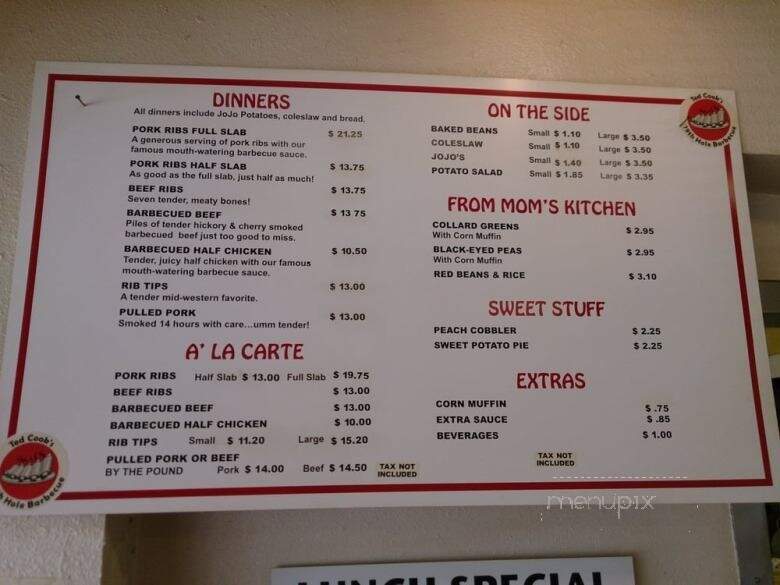 DINNERS
All dinners include JoJo Potatoes, coleslaw and bread.
PORK RIBS FULL SLAB $ 21.25
A generous serving of pork ribs with our
famous mouth-watering barbecue sauce.
PORK RIBS HALF SLAB $ 13.75
As good as the full slab, just half as much!
BEEF RIBS $ 13.75
Seven tender, meaty bones!
BARBECUED BEEF $ 13 75
Piles of tender hickory & cherry smoked
barbecued beef just too good to miss.
BARBECUED HALF CHICKEN $ 10.50
Tender, juicy half chicken with our famous
mouth-watering barbecue sauce.
RIB TIPS $ 13.00
A tender mid-western favorite.
PULLED PORK $ 13.00
Smoked 14 hours with care...umm tender!
A' LA CARTE
PORK RIBS Half Slab $ 13.00 Full Slab $ 19.75
BEEF RIBS $ 13.00
BARBECUED BEEF $ 13.00
BARBECUED HALF CHICKEN $ 10.00
RIB TIPS Small $ 11.20 Large $ 15.20
PULLED PORK OR BEEF
BY THE POUND Pork $ 14.00 Beef $ 14.50
TAX NOT
INCLUDED
ON THE SIDE
BAKED BEANS Small $ 1.10 Large $ 3.50
COLESLAW Small $ 1.10 Large $ 3.50
JOJO'S Small $ 1.40 Large $ 3.50
POTATO SALAD Small $ 1.85 Large $ 3.35
FROM MOM'S KITCHEN
COLLARD GREENS $ 2.95
With Corn Muffin
BLACK-EYED PEAS $ 2.95
With Corn Muffin
RED BEANS & RICE $ 3.10
SWEET STUFF
PEACH COBBLER $ 2.25
SWEET POTATO PIE $ 2.25
EXTRAS
CORN MUFFIN $ .75
EXTRA SAUCE $ .85
BEVERAGES $ 1.00
TAX NOT
INCLUDED
Ted Coob's
19th Hole Barbecue
Ted Coob's
19th Hole Barbecue
menupix
LUNCH SPECIAL